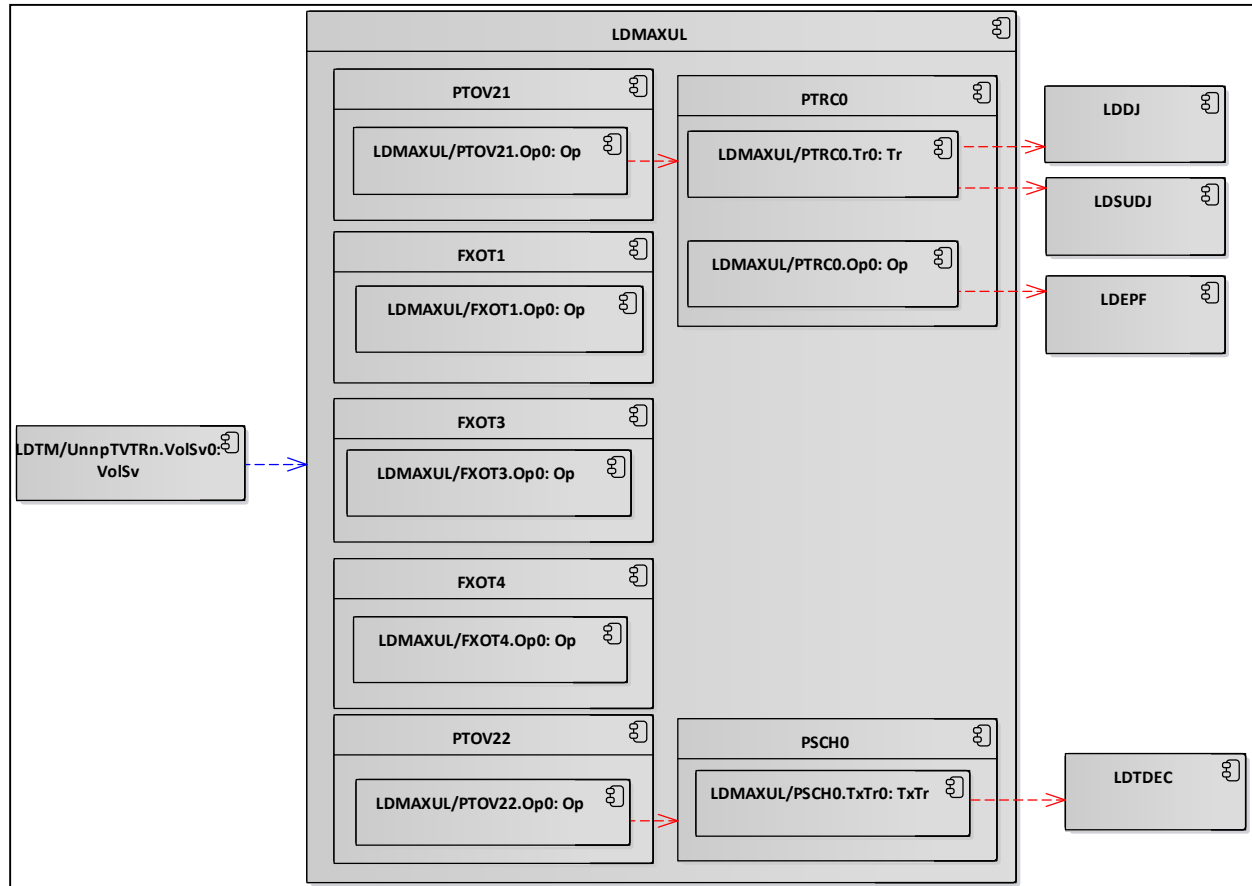 LDMAXUL
PTOV21
LDMAXUL/PTOV21.Op0: Op
PTRC0
LDMAXUL/PTRC0.Tr0: Tr
LDMAXUL/PTRC0.Op0: Op
LDDJ
LDSUDJ
LDEPF
FXOT1
LDMAXUL/FXOT1.Op0: Op
FXOT3
LDMAXUL/FXOT3.Op0: Op
LDTM/UnnpTVTRn.VolSv0:
VolSv
FXOT4
LDMAXUL/FXOT4.Op0: Op
PTOV22
LDMAXUL/PTOV22.Op0: Op
PSCH0
LDMAXUL/PSCH0.TxTr0: TxTr
LDTDEC